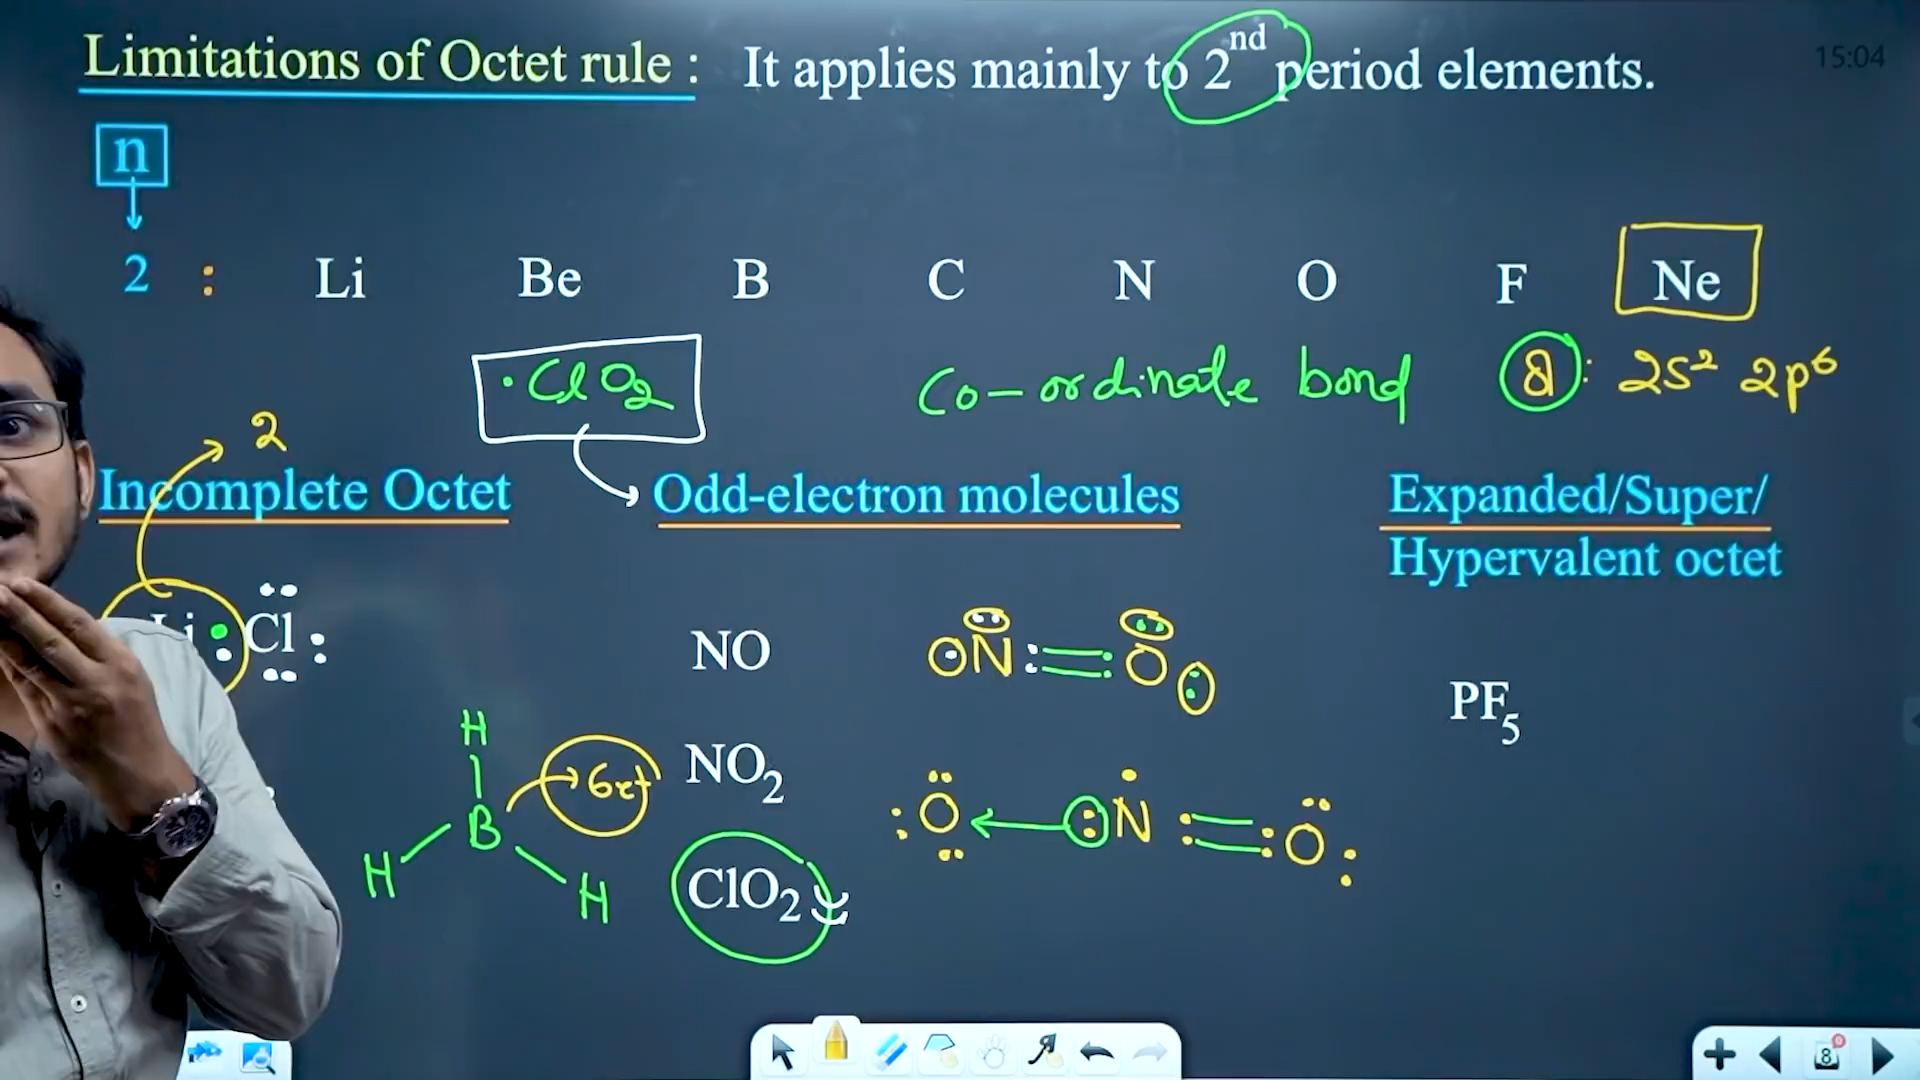 Limitations of Octet rule : It applies mainly to 2nd period elements.
15:04
n
2 : Li Be B C N O F Ne
·ClO2
Co-ordinate bond
8: 2s² 2p⁶
2
Incomplete Octet
Odd-electron molecules
Expanded/Super/
Hypervalent octet
Li Cl
NO
N O
PF5
H
B
H H
6e⁻
NO2
O N O
ClO2
8